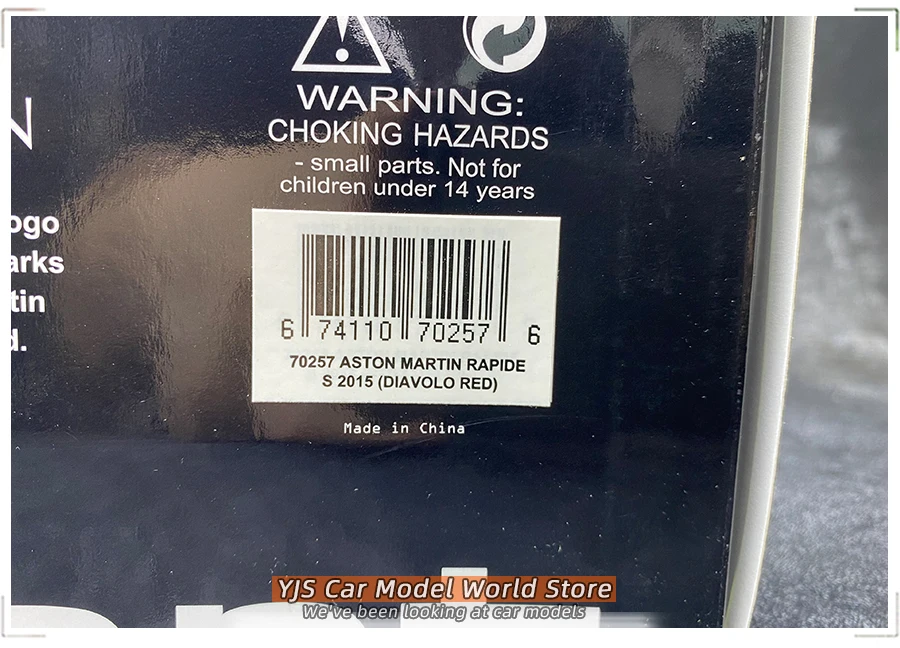 WARNING:
CHOKING HAZARDS
- small parts. Not for
children under 14 years
ogo
arks
tin
d.
6 74110 70257 6
70257 ASTON MARTIN RAPIDE
S 2015 (DIAVOLO RED)
Made in China
YJS Car Model World Store
We've been looking at car models